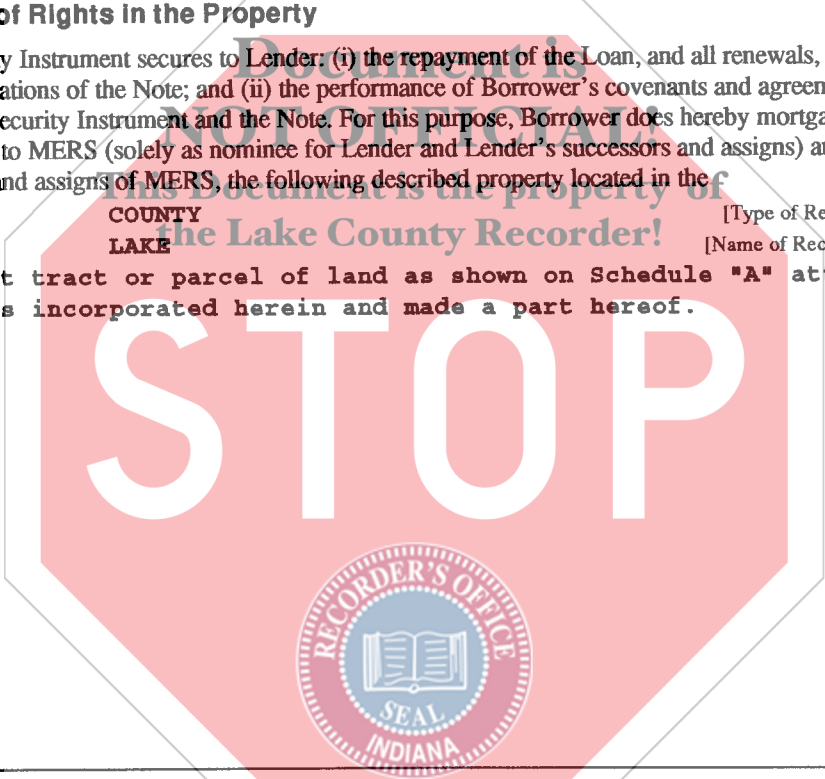 of Rights in the Property
y Instrument secures to Lender: (i) the repayment of the Loan, and all renewals,
ations of the Note; and (ii) the performance of Borrower's covenants and agreem
ecurity Instrument and the Note. For this purpose, Borrower does hereby mortga
to MERS (solely as nominee for Lender and Lender's successors and assigns) an
nd assigns of MERS, the following described property located in the
COUNTY [Type of Re
LAKE [Name of Rec
t tract or parcel of land as shown on Schedule "A" at
s incorporated herein and made a part hereof.
Document is
NOT OFFICIAL!
This Document is the property of
the Lake County Recorder!
STOP
RECORDER'S OFFICE
SEAL
INDIANA